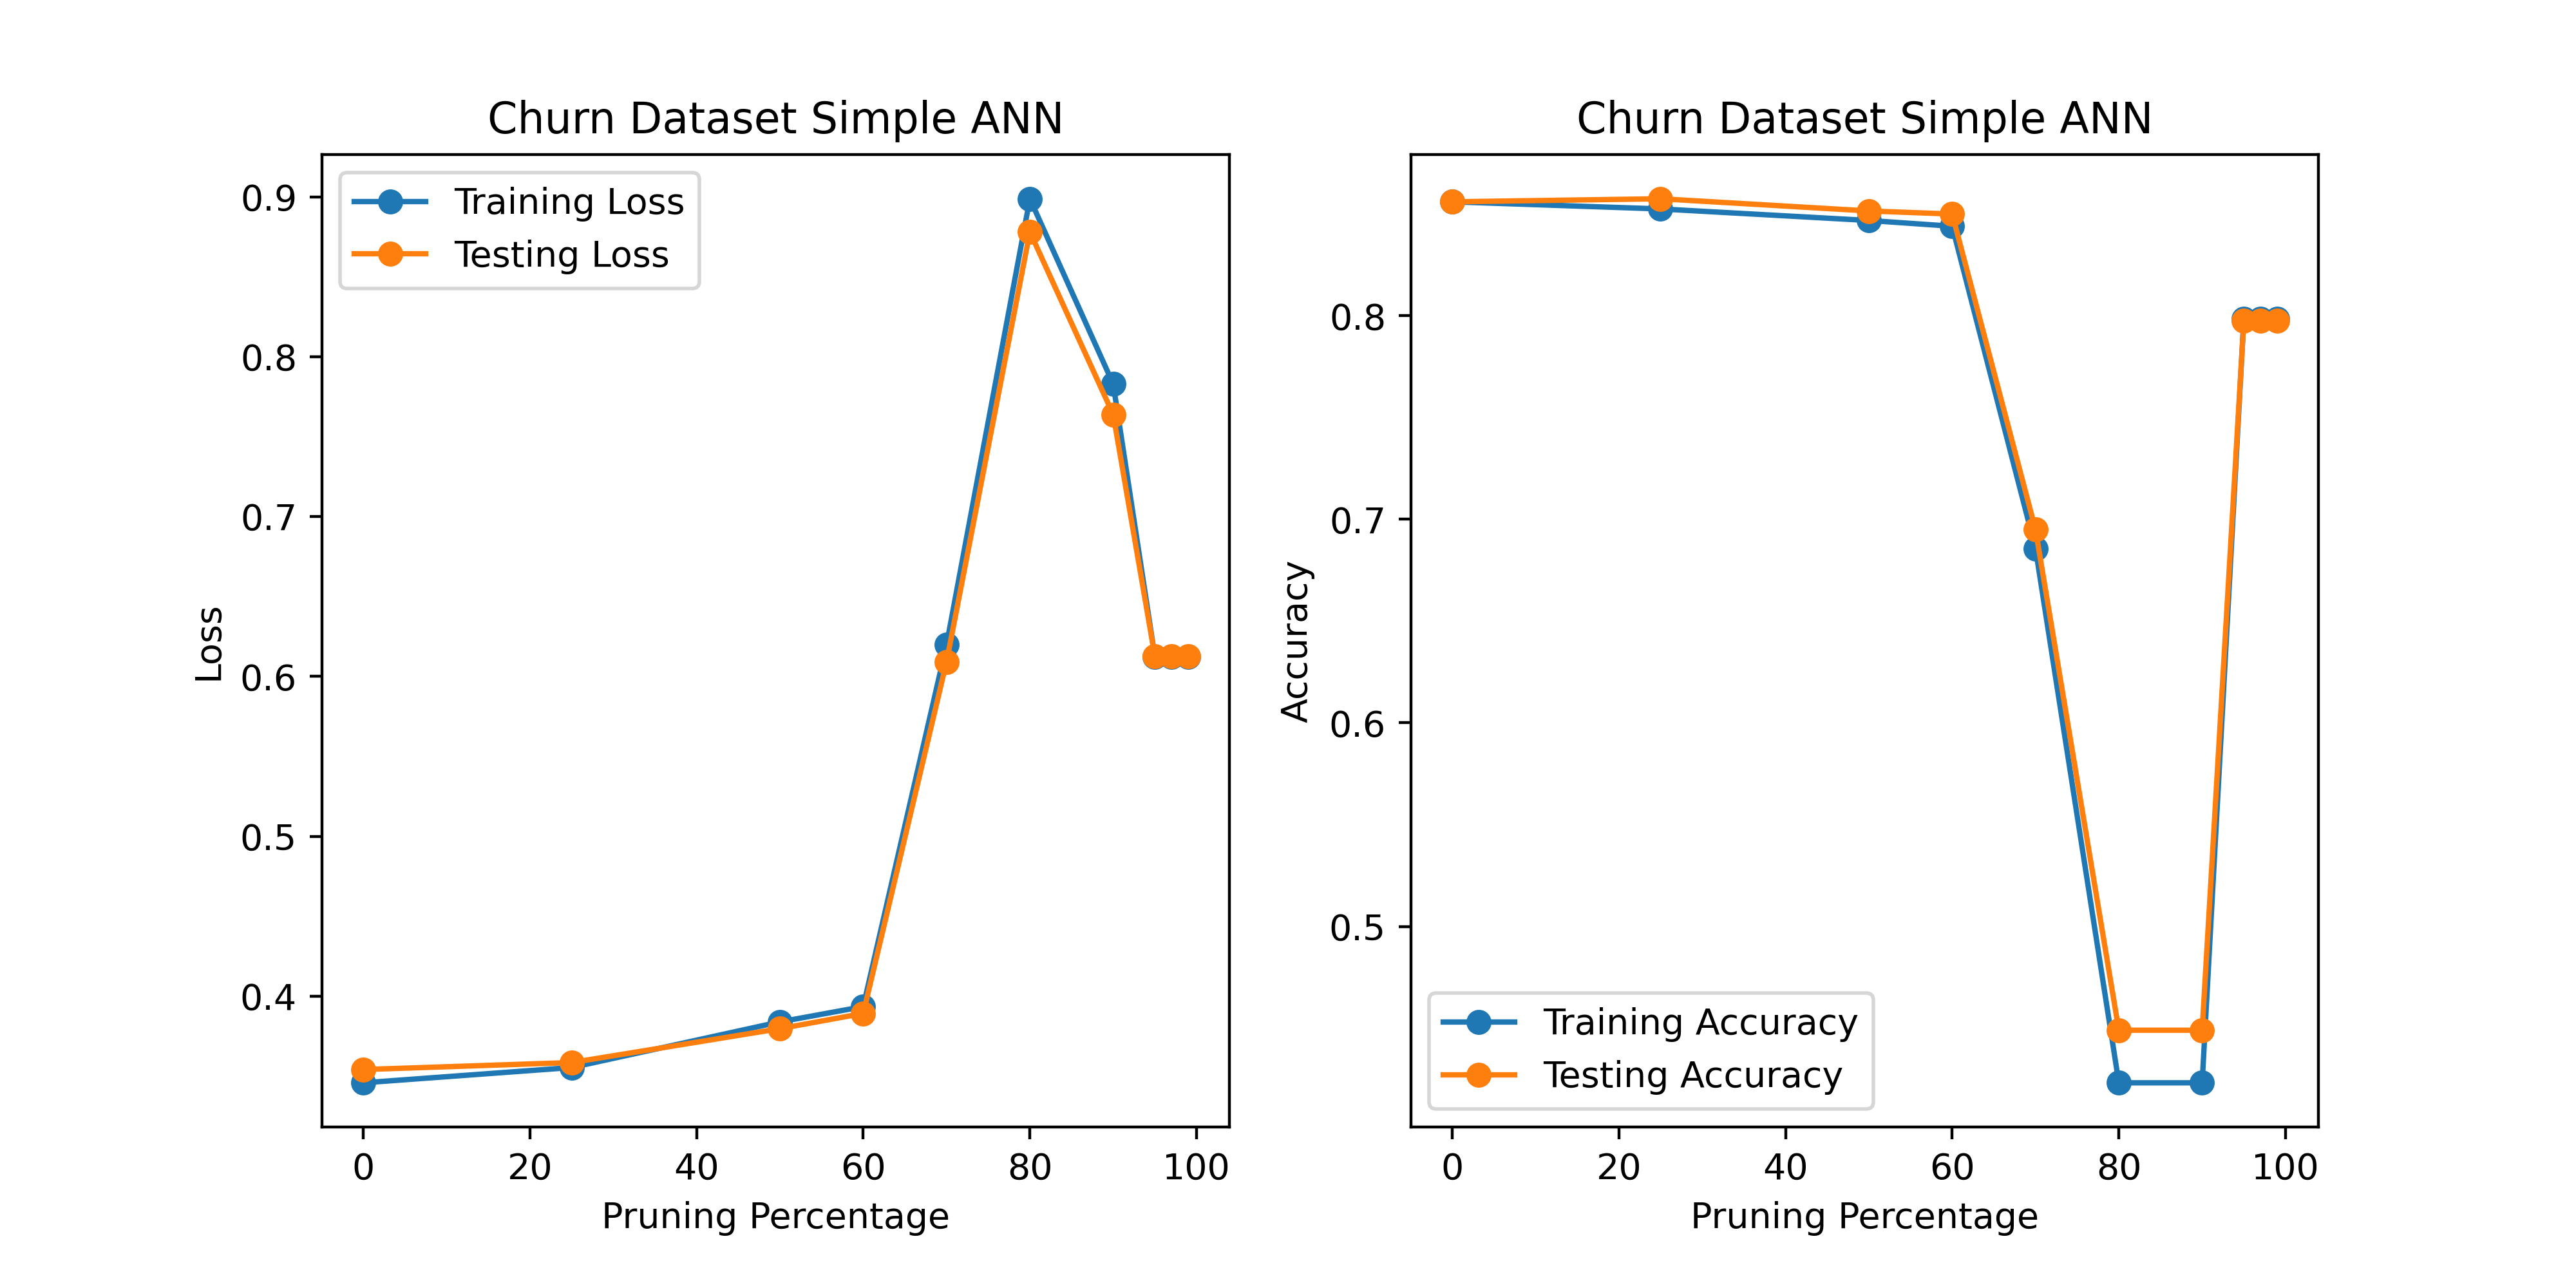 Churn Dataset Simple ANN
Training Loss
Testing Loss
Loss
0.9
0.8
0.7
0.6
0.5
0.4
0 20 40 60 80 100
Pruning Percentage
Churn Dataset Simple ANN
Training Accuracy
Testing Accuracy
Accuracy
0.8
0.7
0.6
0.5
0 20 40 60 80 100
Pruning Percentage